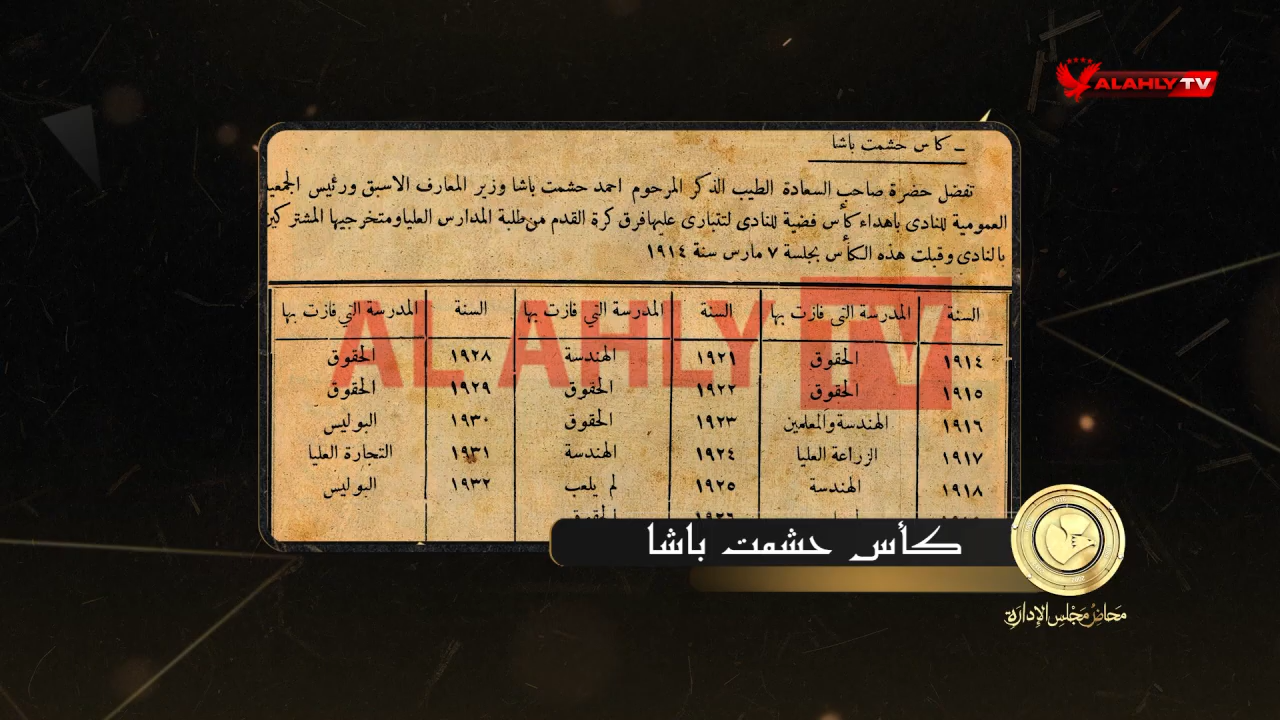 ALAHLY TV
ـ كأس حشمت باشا
تفضل حضرة صاحب السعادة الطيب الذكر المرحوم احمد حشمت باشا وزير المعارف الاسبق ورئيس الجمعية
العمومية للنادى باهداء كأس فضية للنادى لتتبارى عليها فرق كرة القدم من طلبة المدارس العليا ومتخرجيها المشتركين
بالنادى وقبلت هذه الكأس بجلسة ٧ مارس سنة ١٩١٤
السنة المدرسة التى فازت بها السنة المدرسة التي فازت بها السنة المدرسة التي فازت بها
١٩١٤ الحقوق ١٩٢١ الهندسة ١٩٢٨ الحقوق
١٩١٥ الحقوق ١٩٢٢ الحقوق ١٩٢٩ الحقوق
١٩١٦ الهندسة والمعلمين ١٩٢٣ الحقوق ١٩٣٠ البوليس
١٩١٧ الزراعة العليا ١٩٢٤ الهندسة ١٩٣١ التجارة العليا
١٩١٨ الهندسة ١٩٢٥ لم يلعب ١٩٣٢ البوليس
AL AHLY TV
كأس حشمت باشا
محاضر مجلس الإدارة